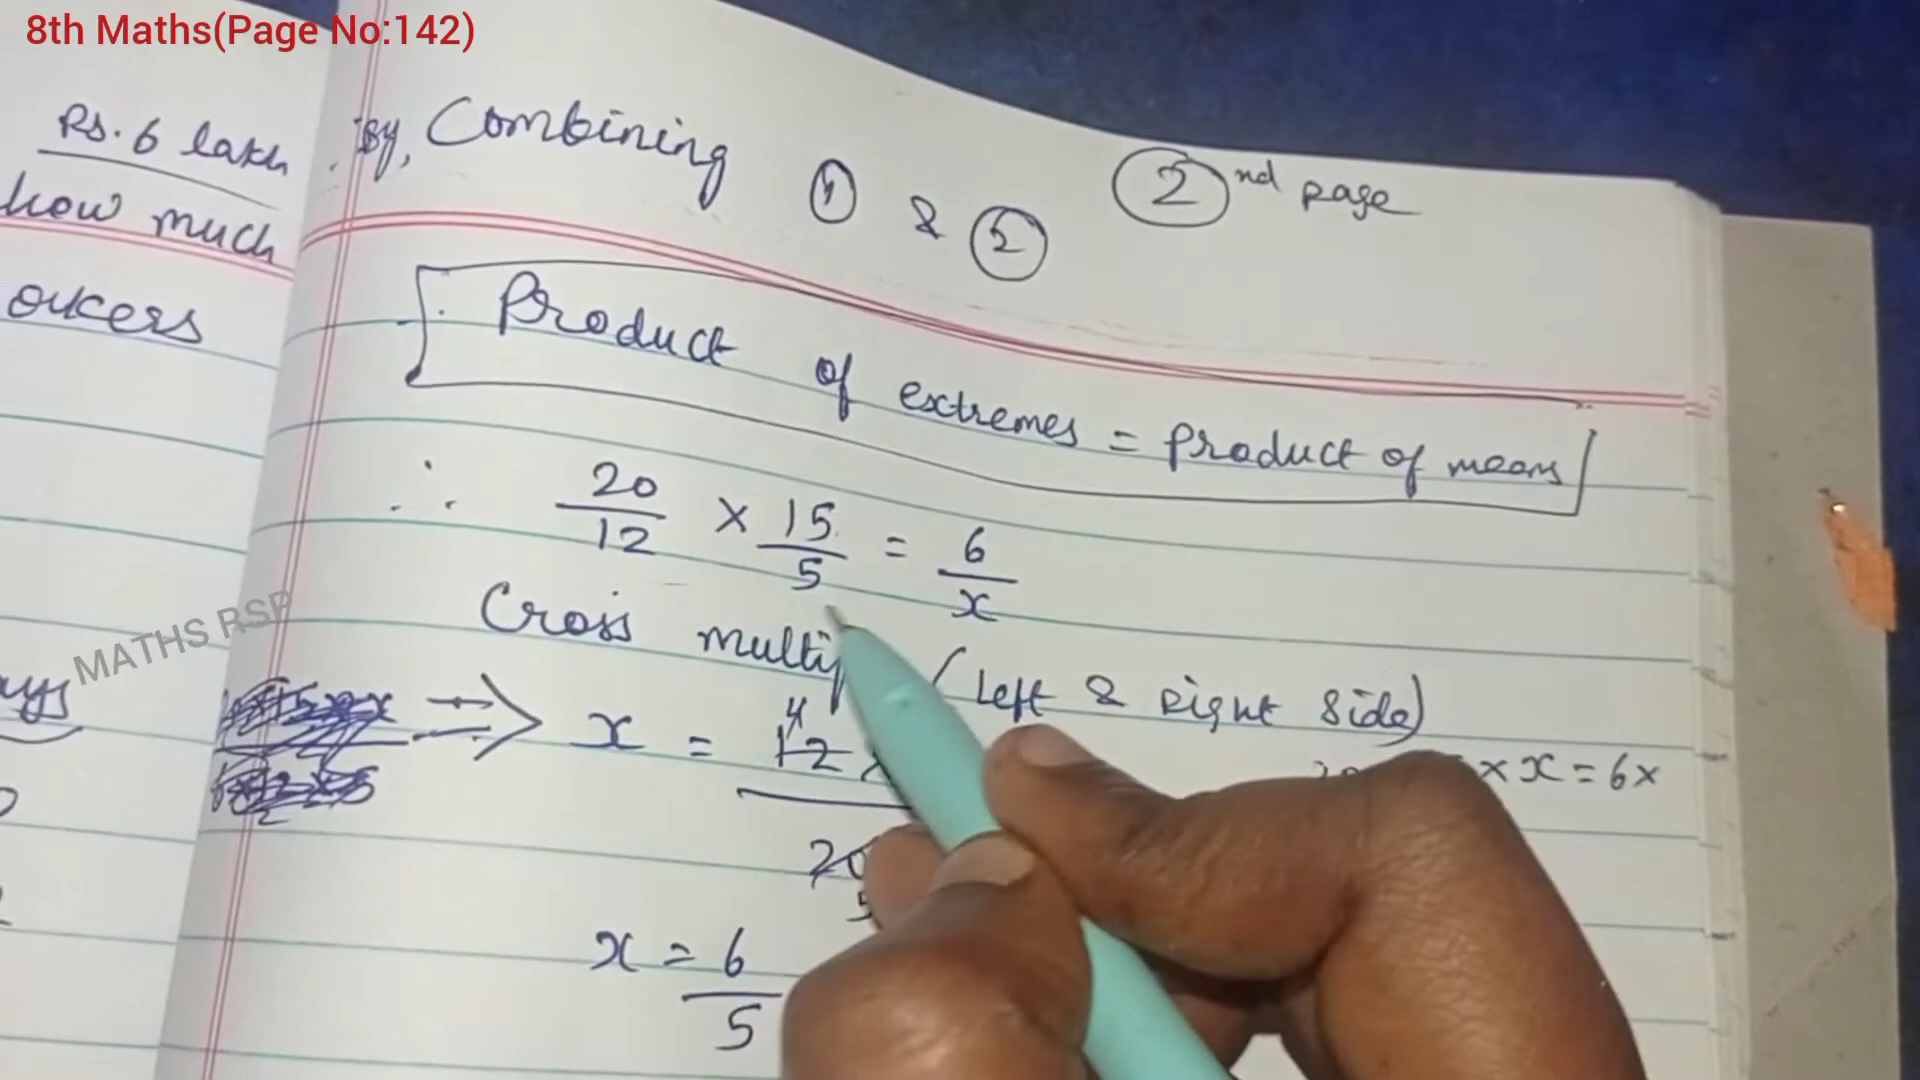 8th Maths(Page No:142)
Rs. 6 lakh
how much
By, Combining ① & ②
2nd page
Product of extremes = Product of means
∴ 20/12 × 15/5 = 6/x
Cross (Left & Right Side)
MATHS RSP
⇒ x = 12
× x = 6x
20
x = 6/5